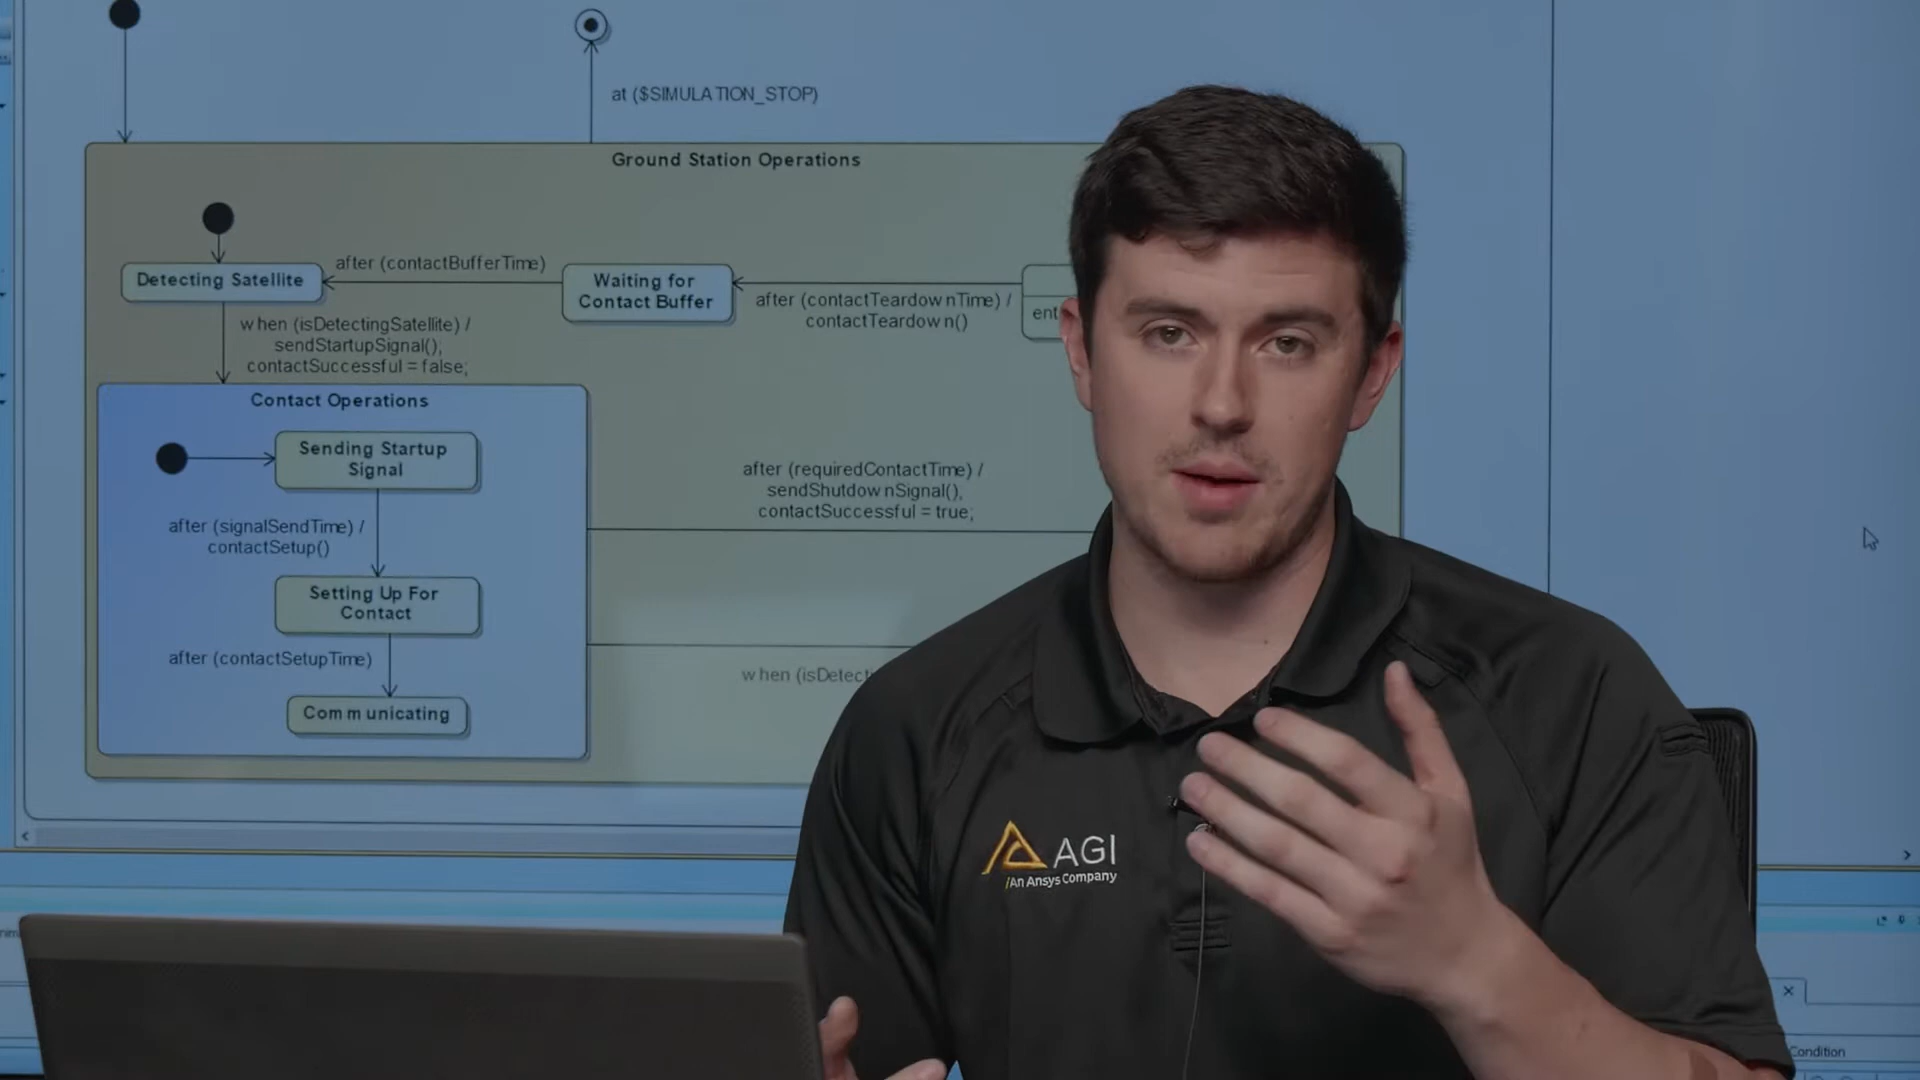 at ($SIMULATION_STOP)
Ground Station Operations
Detecting Satellite
after (contactBufferTime)
Waiting for
Contact Buffer
after (contactTeardownTime) /
contactTeardown()
ent
when (isDetectingSatellite) /
sendStartupSignal();
contactSuccessful = false;
Contact Operations
Sending Startup
Signal
after (signalSendTime) /
contactSetup()
Setting Up For
Contact
after (contactSetupTime)
Communicating
after (requiredContactTime) /
sendShutdownSignal(),
contactSuccessful = true;
when (isDetect
AGI
/An Ansys Company
Condition